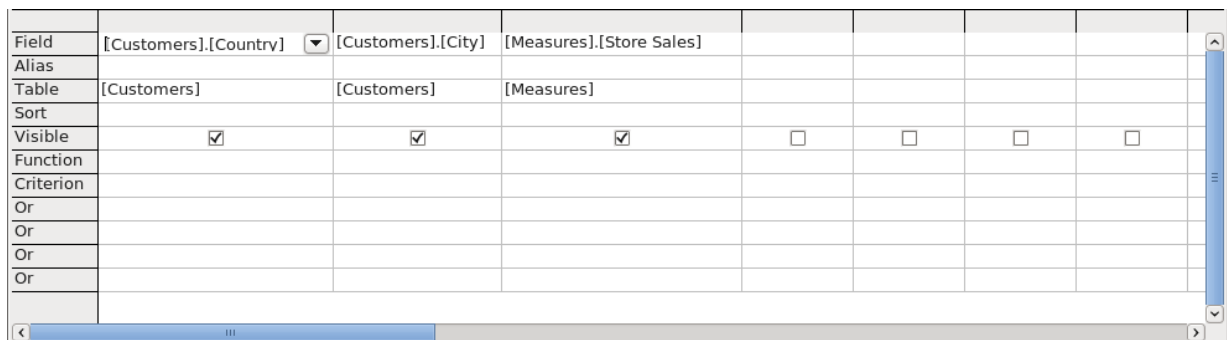 Field [Customers].[Country] [Customers].[City] [Measures].[Store Sales]
Alias
Table [Customers] [Customers] [Measures]
Sort
Visible
Function
Criterion
Or
Or
Or
Or